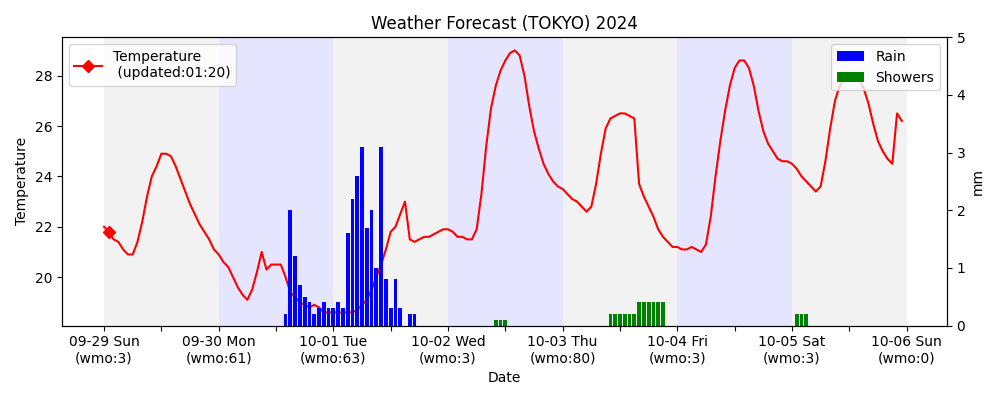 Weather Forecast (TOKYO) 2024
Temperature
(updated:01:20)
Rain
Showers
28
26
24
22
20
Temperature
5
4
3
2
1
0
mm
09-29 Sun
(wmo:3)
09-30 Mon
(wmo:61)
10-01 Tue
(wmo:63)
10-02 Wed
(wmo:3)
10-03 Thu
(wmo:80)
10-04 Fri
(wmo:3)
10-05 Sat
(wmo:3)
10-06 Sun
(wmo:0)
Date